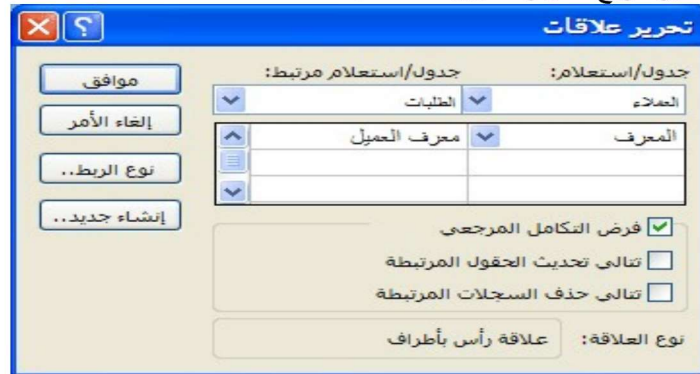 تحرير علاقات
جدول/استعلام: جدول/استعلام مرتبط:
العملاء الطلبات
المعرف معرف العميل
موافق
إلغاء الأمر
نوع الربط..
إنشاء جديد..
فرض التكامل المرجعي
تتالي تحديث الحقول المرتبطة
تتالي حذف السجلات المرتبطة
نوع العلاقة: علاقة رأس بأطراف